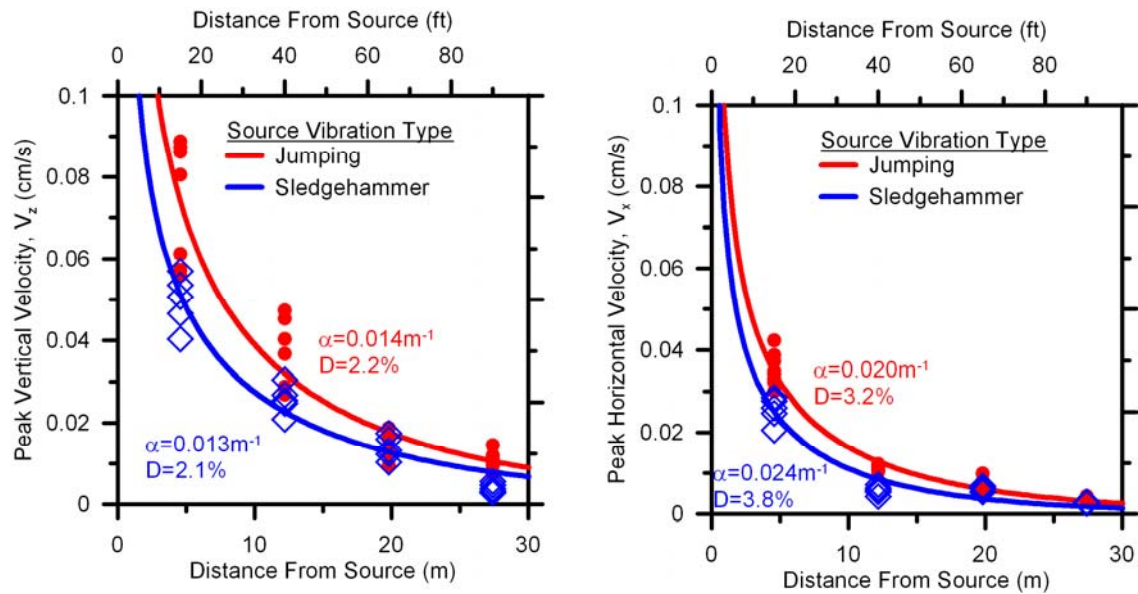 Distance From Source (ft)
0 20 40 60 80
0.1
0.08
0.06
0.04
0.02
0
Peak Vertical Velocity, Vz (cm/s)
Source Vibration Type
Jumping
Sledgehammer
α=0.014m-1
D=2.2%
α=0.013m-1
D=2.1%
0 10 20 30
Distance From Source (m)
Distance From Source (ft)
0 20 40 60 80
0.1
0.08
0.06
0.04
0.02
0
Peak Horizontal Velocity, Vx (cm/s)
Source Vibration Type
Jumping
Sledgehammer
α=0.020m-1
D=3.2%
α=0.024m-1
D=3.8%
0 10 20 30
Distance From Source (m)